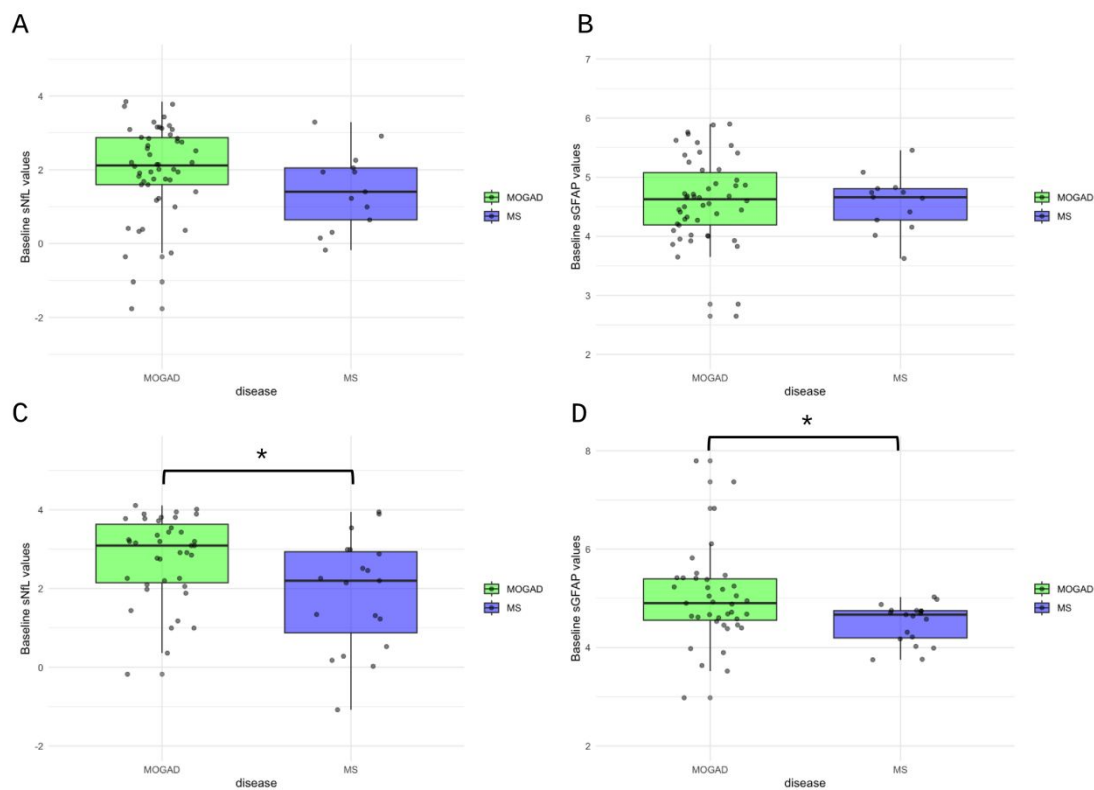 A
Baseline sNfL values
4
2
0
-2
MOGAD
MS
disease
MOGAD
MS
B
Baseline sGFAP values
7
6
5
4
3
2
MOGAD
MS
disease
MOGAD
MS
C
*
Baseline sNfL values
4
2
0
-2
MOGAD
MS
disease
MOGAD
MS
D
*
Baseline sGFAP values
8
6
4
2
MOGAD
MS
disease
MOGAD
MS